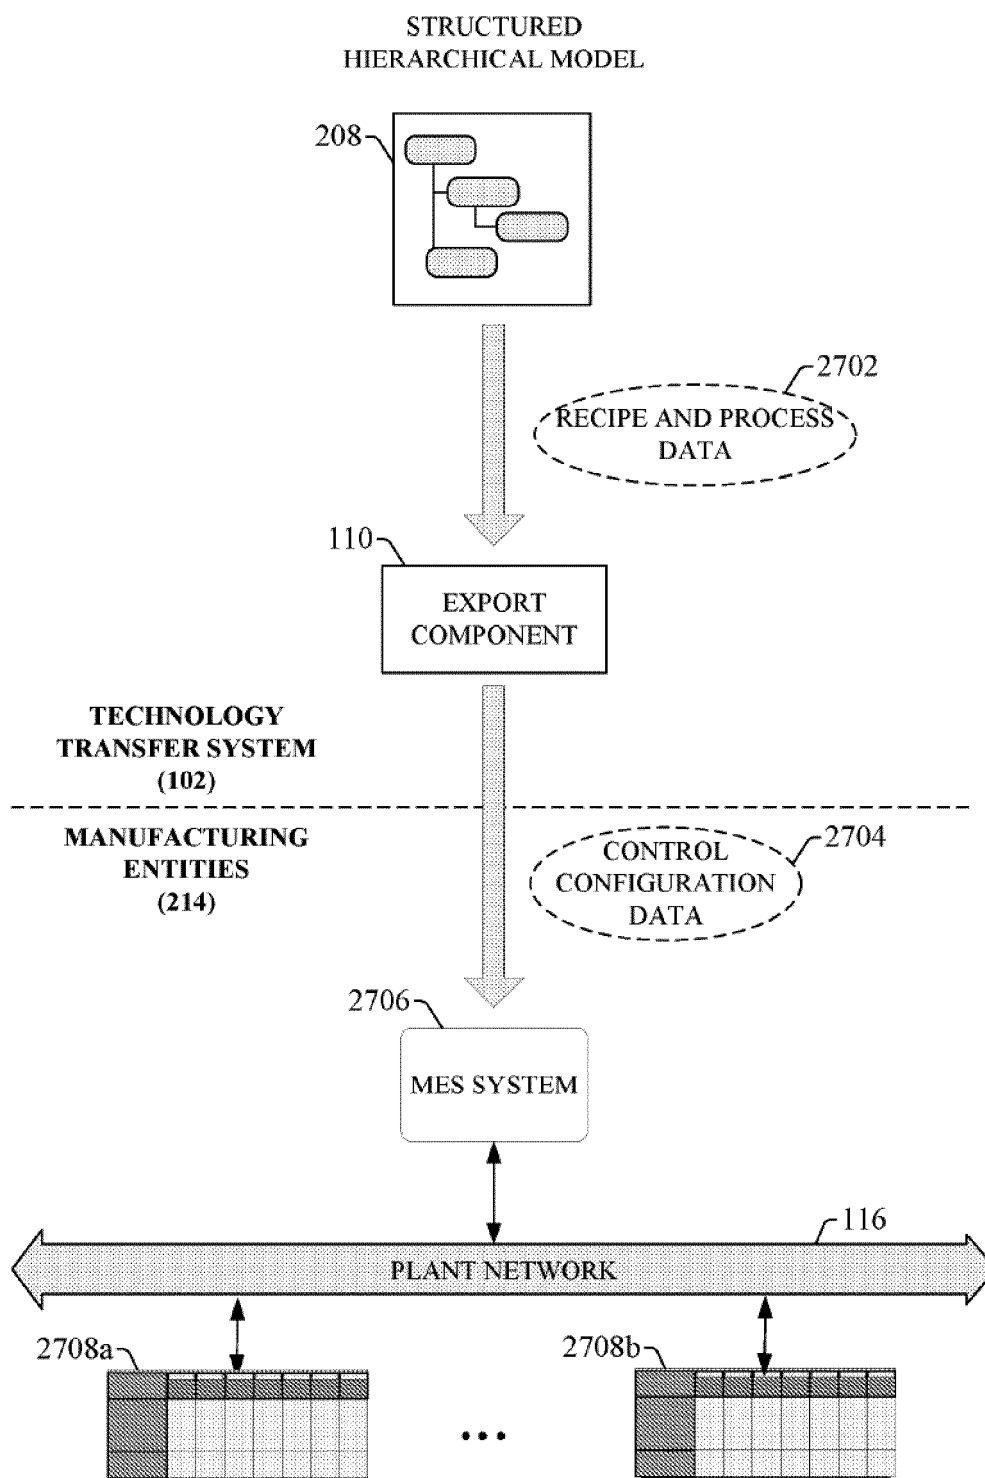 STRUCTURED
HIERARCHICAL MODEL
208
2702
RECIPE AND PROCESS
DATA
110
EXPORT
COMPONENT
TECHNOLOGY
TRANSFER SYSTEM
(102)
MANUFACTURING
ENTITIES
(214)
2704
CONTROL
CONFIGURATION
DATA
2706
MES SYSTEM
116
PLANT NETWORK
2708a
2708b
...